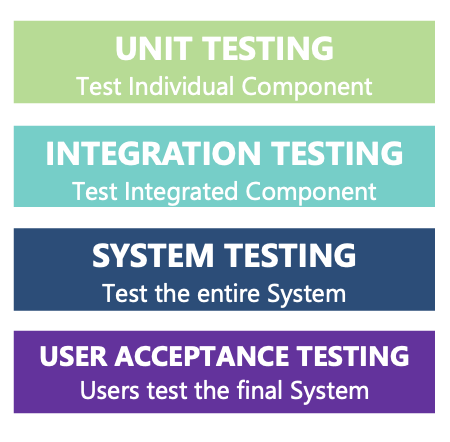 UNIT TESTING
Test Individual Component
INTEGRATION TESTING
Test Integrated Component
SYSTEM TESTING
Test the entire System
USER ACCEPTANCE TESTING
Users test the final System